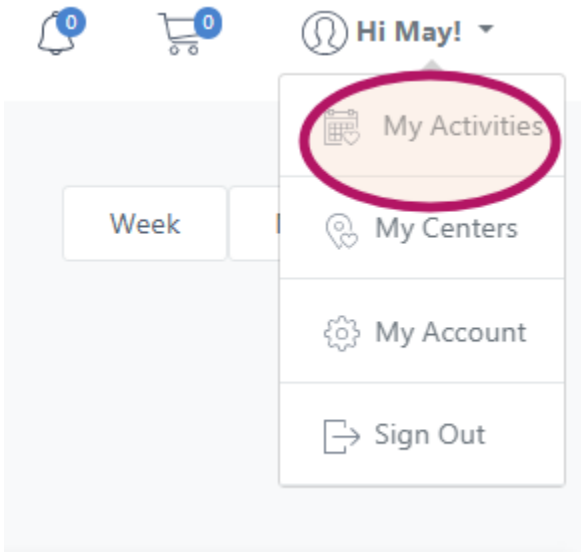 0 0 Hi May!
My Activities
Week
My Centers
My Account
Sign Out